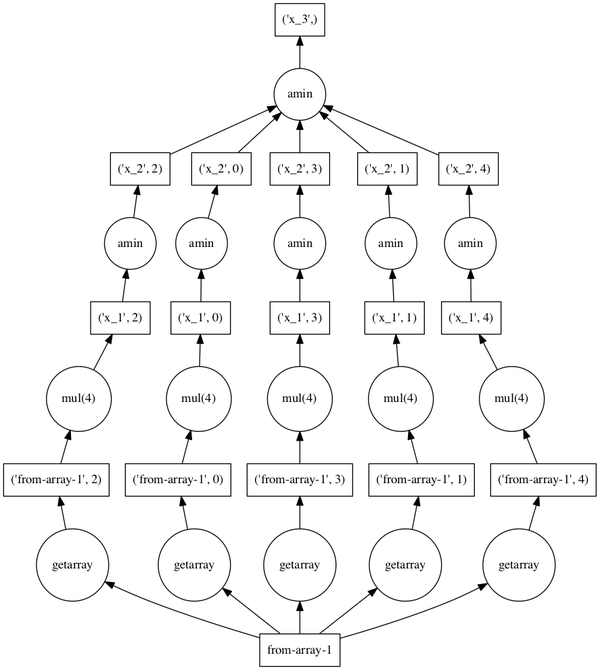 ('x_3',)
amin
('x_2', 2)
('x_2', 0)
('x_2', 3)
('x_2', 1)
('x_2', 4)
amin
amin
amin
amin
amin
('x_1', 2)
('x_1', 0)
('x_1', 3)
('x_1', 1)
('x_1', 4)
mul(4)
mul(4)
mul(4)
mul(4)
mul(4)
('from-array-1', 2)
('from-array-1', 0)
('from-array-1', 3)
('from-array-1', 1)
('from-array-1', 4)
getarray
getarray
getarray
getarray
getarray
from-array-1